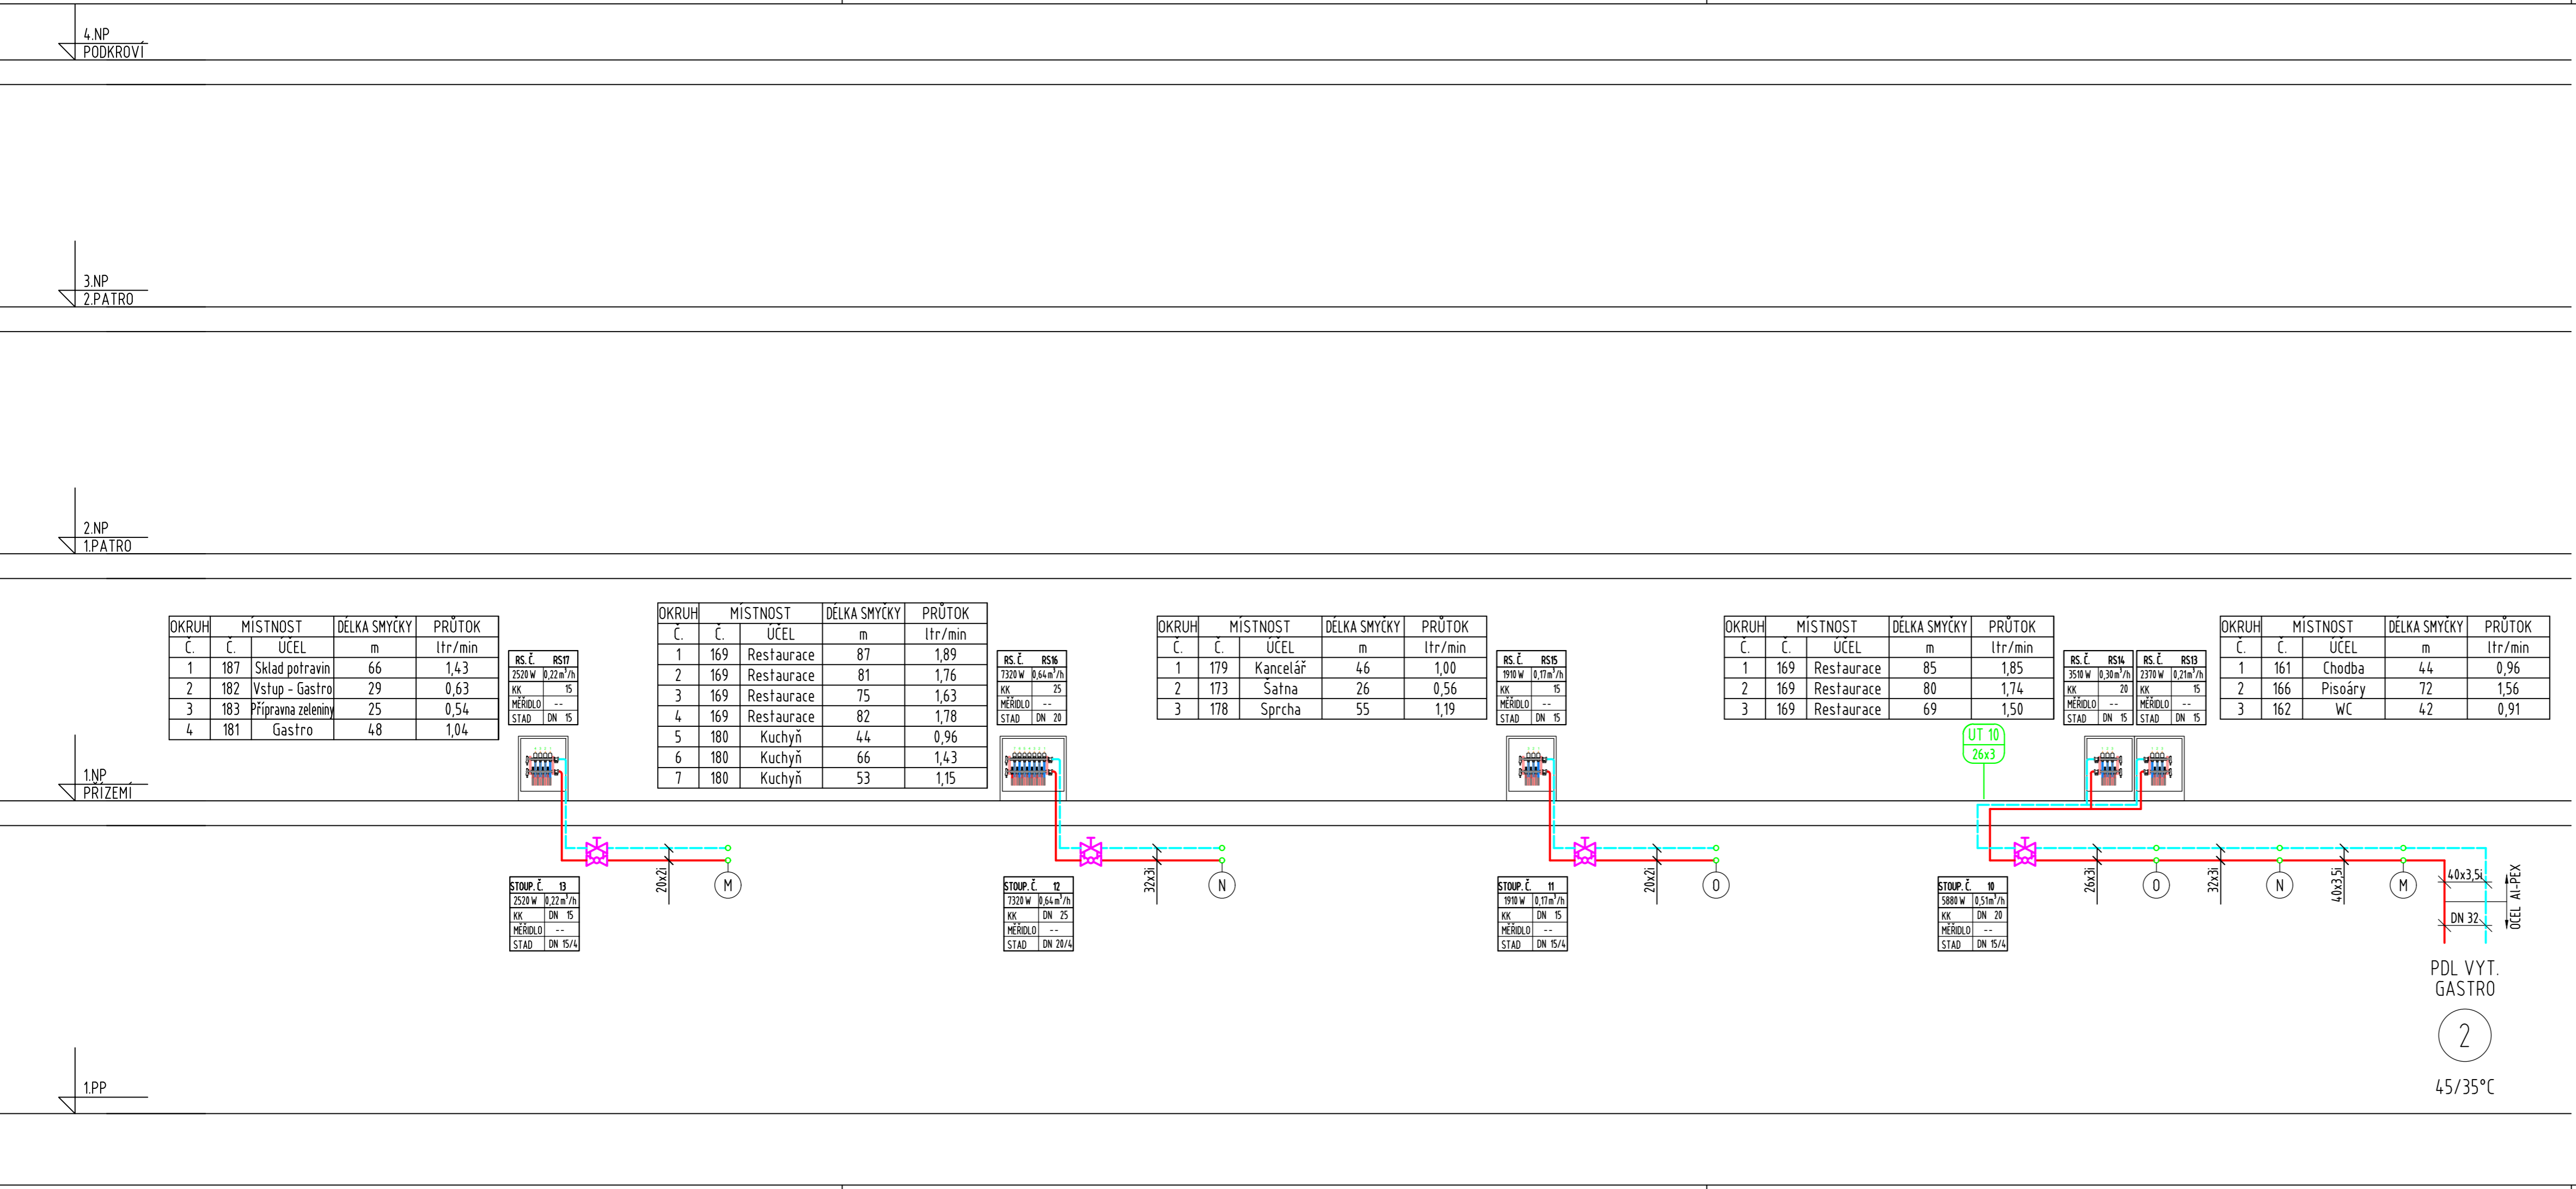 4.NP
PODKROVÍ
3.NP
2.PATRO
2.NP
1.PATRO
OKRUH MÍSTNOST DÉLKA SMYČKY PRŮTOK
Č. Č. ÚČEL m ltr/min
1 187 Sklad potravin 66 1,43
2 182 Vstup - Gastro 29 0,63
3 183 Přípravna zeleniny 25 0,54
4 181 Gastro 48 1,04
RS. Č. RS17
2520 W 0,22 m³/h
KK 15
MĚŘIDLO --
STAD DN 15
OKRUH MÍSTNOST DÉLKA SMYČKY PRŮTOK
Č. Č. ÚČEL m ltr/min
1 169 Restaurace 87 1,89
2 169 Restaurace 81 1,76
3 169 Restaurace 75 1,63
4 169 Restaurace 82 1,78
5 180 Kuchyň 44 0,96
6 180 Kuchyň 66 1,43
7 180 Kuchyň 53 1,15
RS. Č. RS16
7320 W 0,64 m³/h
KK 25
MĚŘIDLO --
STAD DN 20
OKRUH MÍSTNOST DÉLKA SMYČKY PRŮTOK
Č. Č. ÚČEL m ltr/min
1 179 Kancelář 46 1,00
2 173 Šatna 26 0,56
3 178 Sprcha 55 1,19
RS. Č. RS15
1910 W 0,17 m³/h
KK 15
MĚŘIDLO --
STAD DN 15
OKRUH MÍSTNOST DÉLKA SMYČKY PRŮTOK
Č. Č. ÚČEL m ltr/min
1 169 Restaurace 85 1,85
2 169 Restaurace 80 1,74
3 169 Restaurace 69 1,50
RS. Č. RS14
3510 W 0,30 m³/h
KK 20
MĚŘIDLO --
STAD DN 15
RS. Č. RS13
2370 W 0,21 m³/h
KK 15
MĚŘIDLO --
STAD DN 15
OKRUH MÍSTNOST DÉLKA SMYČKY PRŮTOK
Č. Č. ÚČEL m ltr/min
1 161 Chodba 44 0,96
2 166 Pisoáry 72 1,56
3 162 WC 42 0,91
UT 10
26x3
1.NP
PŘÍZEMÍ
20x2i
M
32x3i
N
20x2i
O
26x3i
O
32x3i
N
40x3,5i
M
40x3,5i
DN 32
OCEL Al-PEX
STOUP. Č. 13
2520 W 0,22 m³/h
KK DN 15
MĚŘIDLO --
STAD DN 15/4
STOUP. Č. 12
7320 W 0,64 m³/h
KK DN 25
MĚŘIDLO --
STAD DN 20/4
STOUP. Č. 11
1910 W 0,17 m³/h
KK DN 15
MĚŘIDLO --
STAD DN 15/4
STOUP. Č. 10
5880 W 0,51 m³/h
KK DN 20
MĚŘIDLO --
STAD DN 15/4
PDL VYT.
GASTRO
2
45/35°C
1.PP